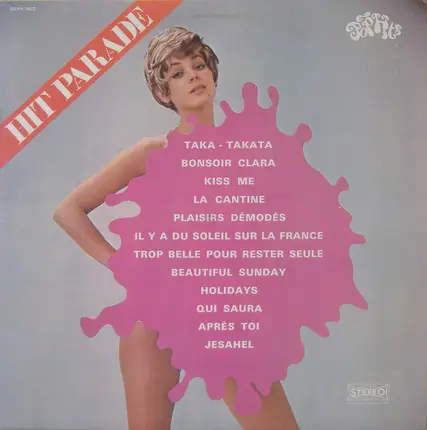 HIT PARADE
TAKA - TAKATA
BONSOIR CLARA
KISS ME
LA CANTINE
PLAISIRS DÉMODÉS
IL Y A DU SOLEIL SUR LA FRANCE
TROP BELLE POUR RESTER SEULE
BEAUTIFUL SUNDAY
HOLIDAYS
QUI SAURA
APRÈS TOI
JESAHEL
STEREO